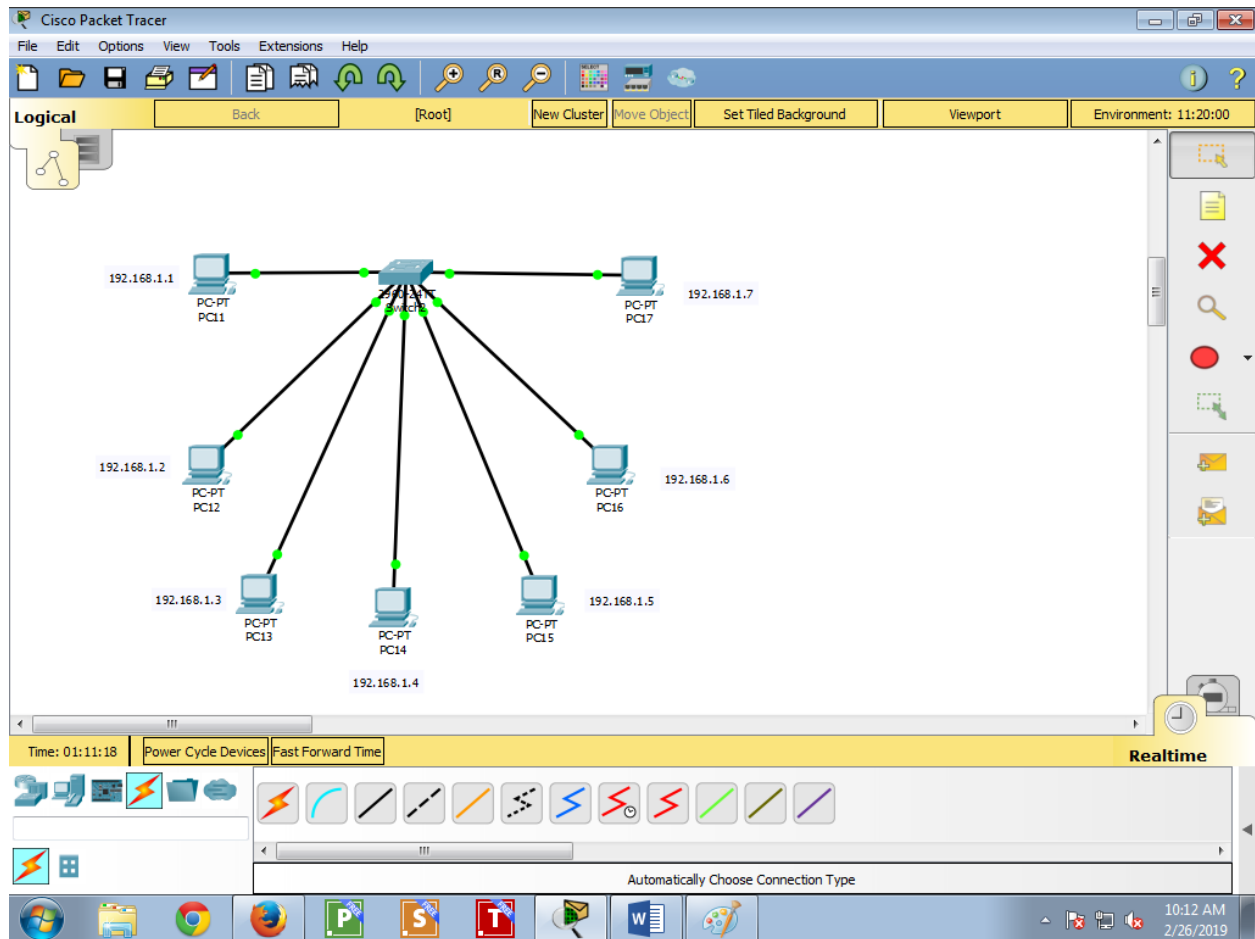 Cisco Packet Tracer
File Edit Options View Tools Extensions Help
Logical Back [Root] New Cluster Move Object Set Tiled Background Viewport Environment: 11:20:00
192.168.1.1
PC-PT
PC11
2960-24TT
Switch2
PC-PT
PC17
192.168.1.7
192.168.1.2
PC-PT
PC12
PC-PT
PC16
192.168.1.6
192.168.1.3
PC-PT
PC13
PC-PT
PC14
192.168.1.4
PC-PT
PC15
192.168.1.5
Time: 01:11:18 Power Cycle Devices Fast Forward Time Realtime
Automatically Choose Connection Type
10:12 AM
2/26/2019